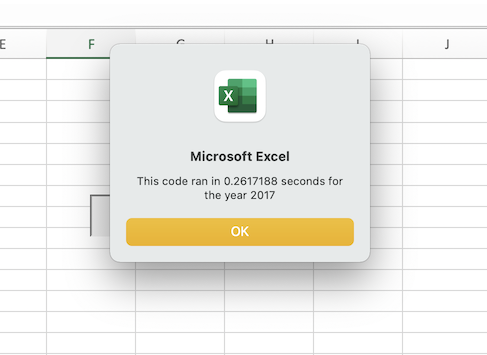 E F G H I J
X
Microsoft Excel
This code ran in 0.2617188 seconds for
the year 2017
OK